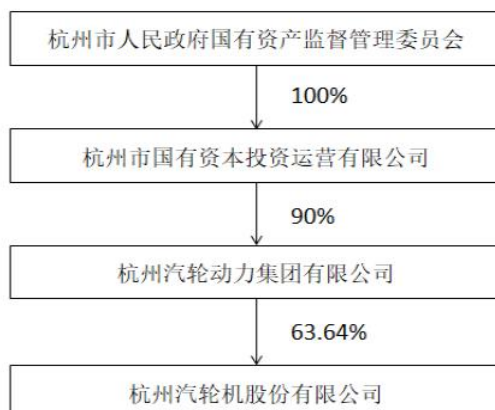 杭州市人民政府国有资产监督管理委员会
100%
杭州市国有资本投资运营有限公司
90%
杭州汽轮动力集团有限公司
63.64%
杭州汽轮机股份有限公司